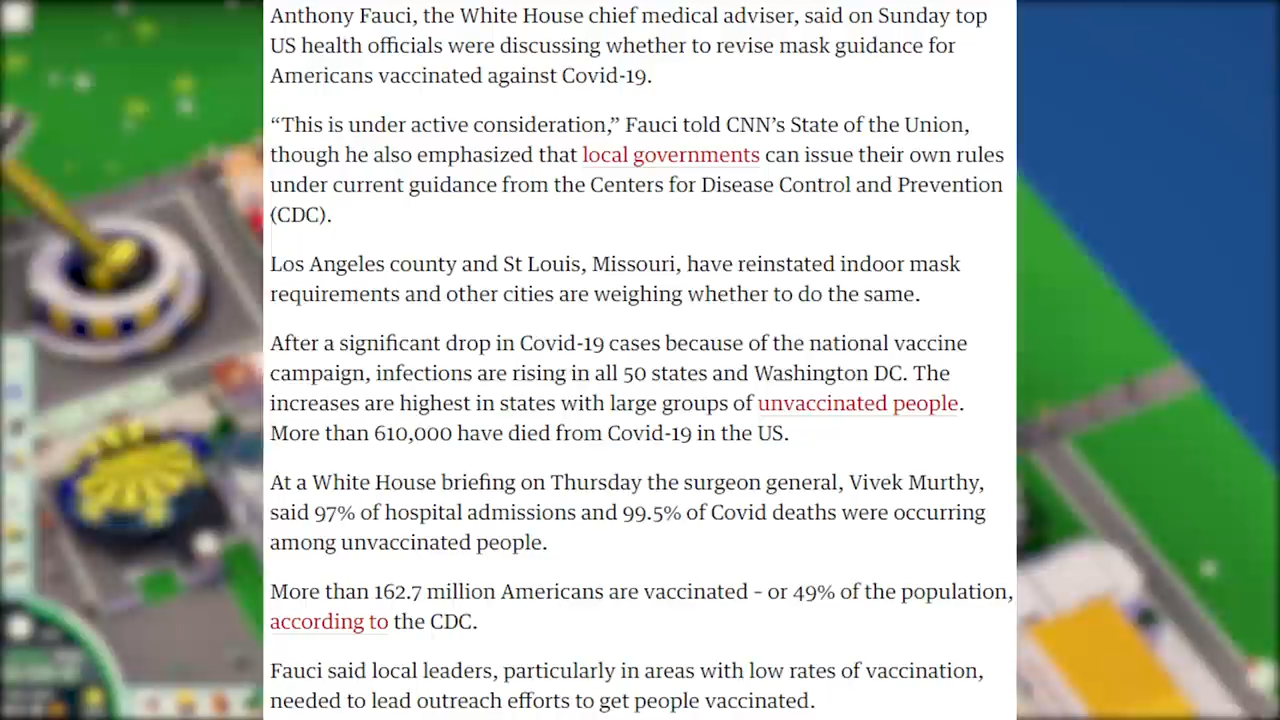 Anthony Fauci, the White House chief medical adviser, said on Sunday top
US health officials were discussing whether to revise mask guidance for
Americans vaccinated against Covid-19.
“This is under active consideration,” Fauci told CNN’s State of the Union,
though he also emphasized that local governments can issue their own rules
under current guidance from the Centers for Disease Control and Prevention
(CDC).
Los Angeles county and St Louis, Missouri, have reinstated indoor mask
requirements and other cities are weighing whether to do the same.
After a significant drop in Covid-19 cases because of the national vaccine
campaign, infections are rising in all 50 states and Washington DC. The
increases are highest in states with large groups of unvaccinated people.
More than 610,000 have died from Covid-19 in the US.
At a White House briefing on Thursday the surgeon general, Vivek Murthy,
said 97% of hospital admissions and 99.5% of Covid deaths were occurring
among unvaccinated people.
More than 162.7 million Americans are vaccinated – or 49% of the population,
according to the CDC.
Fauci said local leaders, particularly in areas with low rates of vaccination,
needed to lead outreach efforts to get people vaccinated.